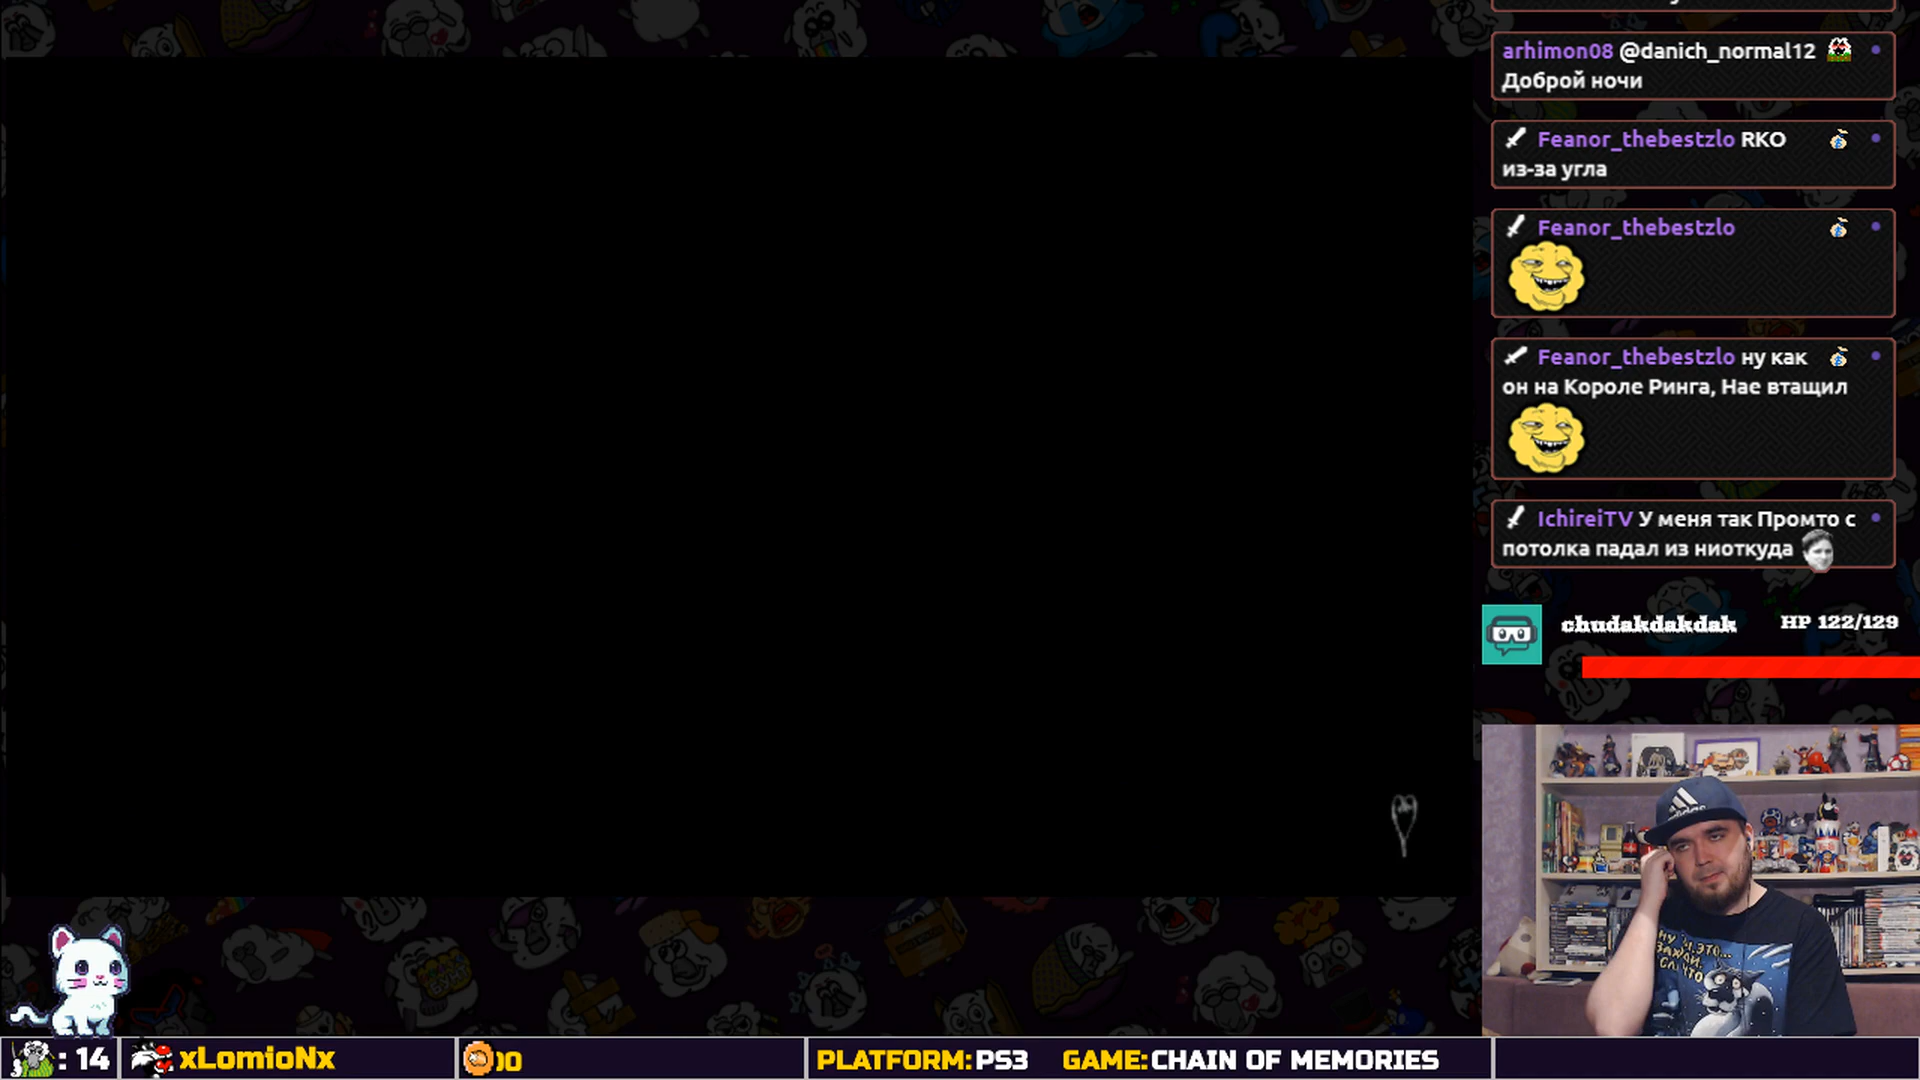 arhimon08 @danich_normal12
Доброй ночи
Feanor_thebestzlo RKO
из-за угла
Feanor_thebestzlo
Feanor_thebestzlo ну как
он на Короле Ринга, Нае втащил
IchireiTV У меня так Промто с
потолка падал из ниоткуда
chudakdakdak HP 122/129
adidas
: 14 xLomioNx PLATFORM: PS3 GAME: CHAIN OF MEMORIES